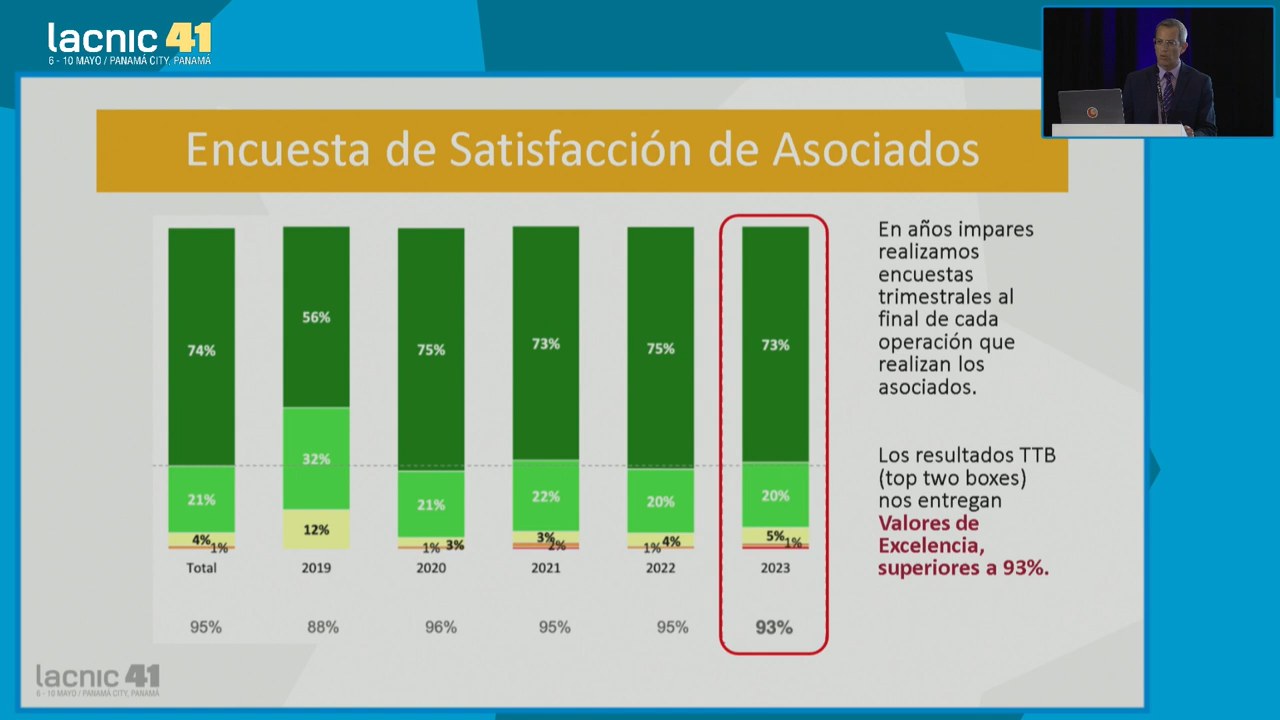 lacnic 41
6 - 10 MAYO / PANAMÁ CITY, PANAMÁ
Encuesta de Satisfacción de Asociados
74%
56%
75%
73%
75%
73%
32%
21%
21%
22%
20%
20%
12%
4%
1%
1%
3%
3%
2%
1%
4%
5%
1%
Total
2019
2020
2021
2022
2023
95%
88%
96%
95%
95%
93%
En años impares
realizamos
encuestas
trimestrales al
final de cada
operación que
realizan los
asociados.
Los resultados TTB
(top two boxes)
nos entregan
Valores de
Excelencia,
superiores a 93%.
lacnic 41
6 - 10 MAYO / PANAMÁ CITY, PANAMÁ